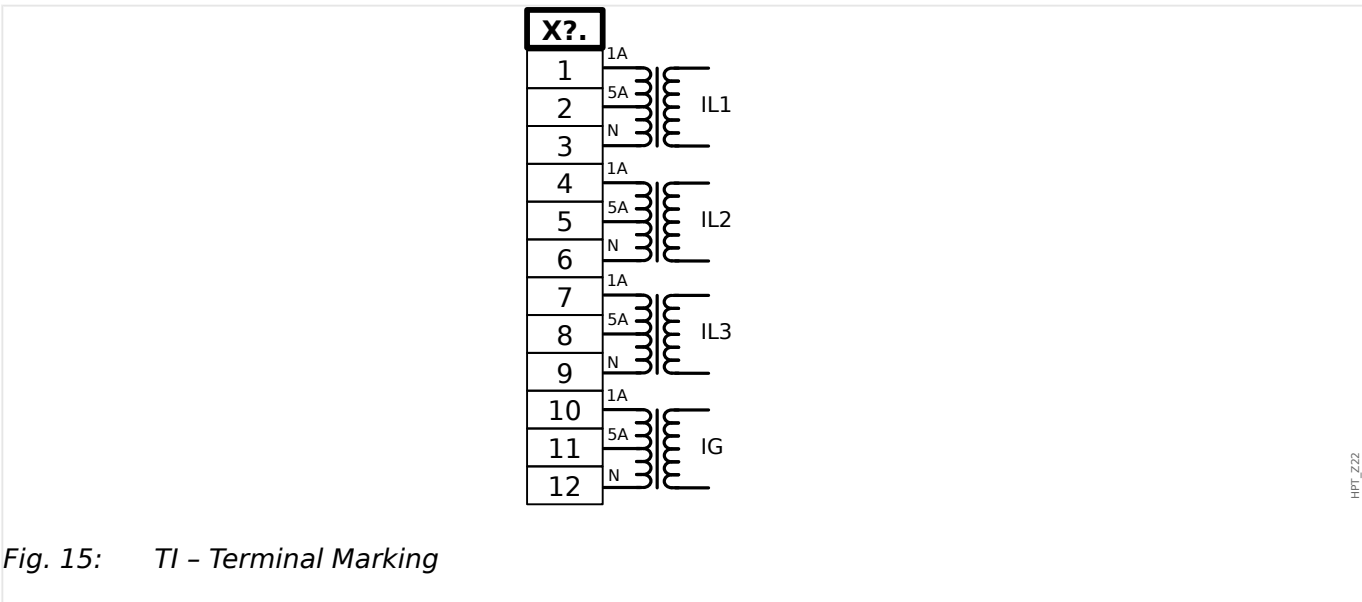 X?.
1 1A
2 5A IL1
3 N
4 1A
5 5A IL2
6 N
7 1A
8 5A IL3
9 N
10 1A
11 5A IG
12 N
HPT_Z22
Fig. 15: TI – Terminal Marking